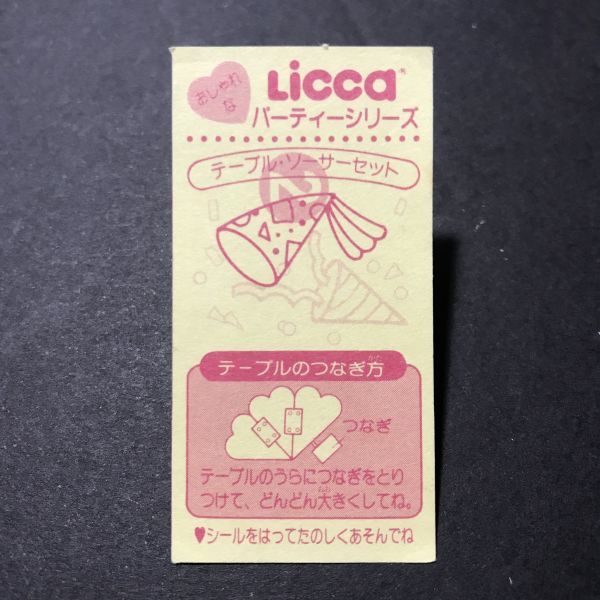 おしゃれ
な
Licca®
パーティーシリーズ
テーブル・ソーサーセット
2
テーブルのつなぎ方
かた
つなぎ
テーブルのうらにつなぎをとり
つけて、どんどん大きくしてね。
♥シールをはってたのしくあそんでね